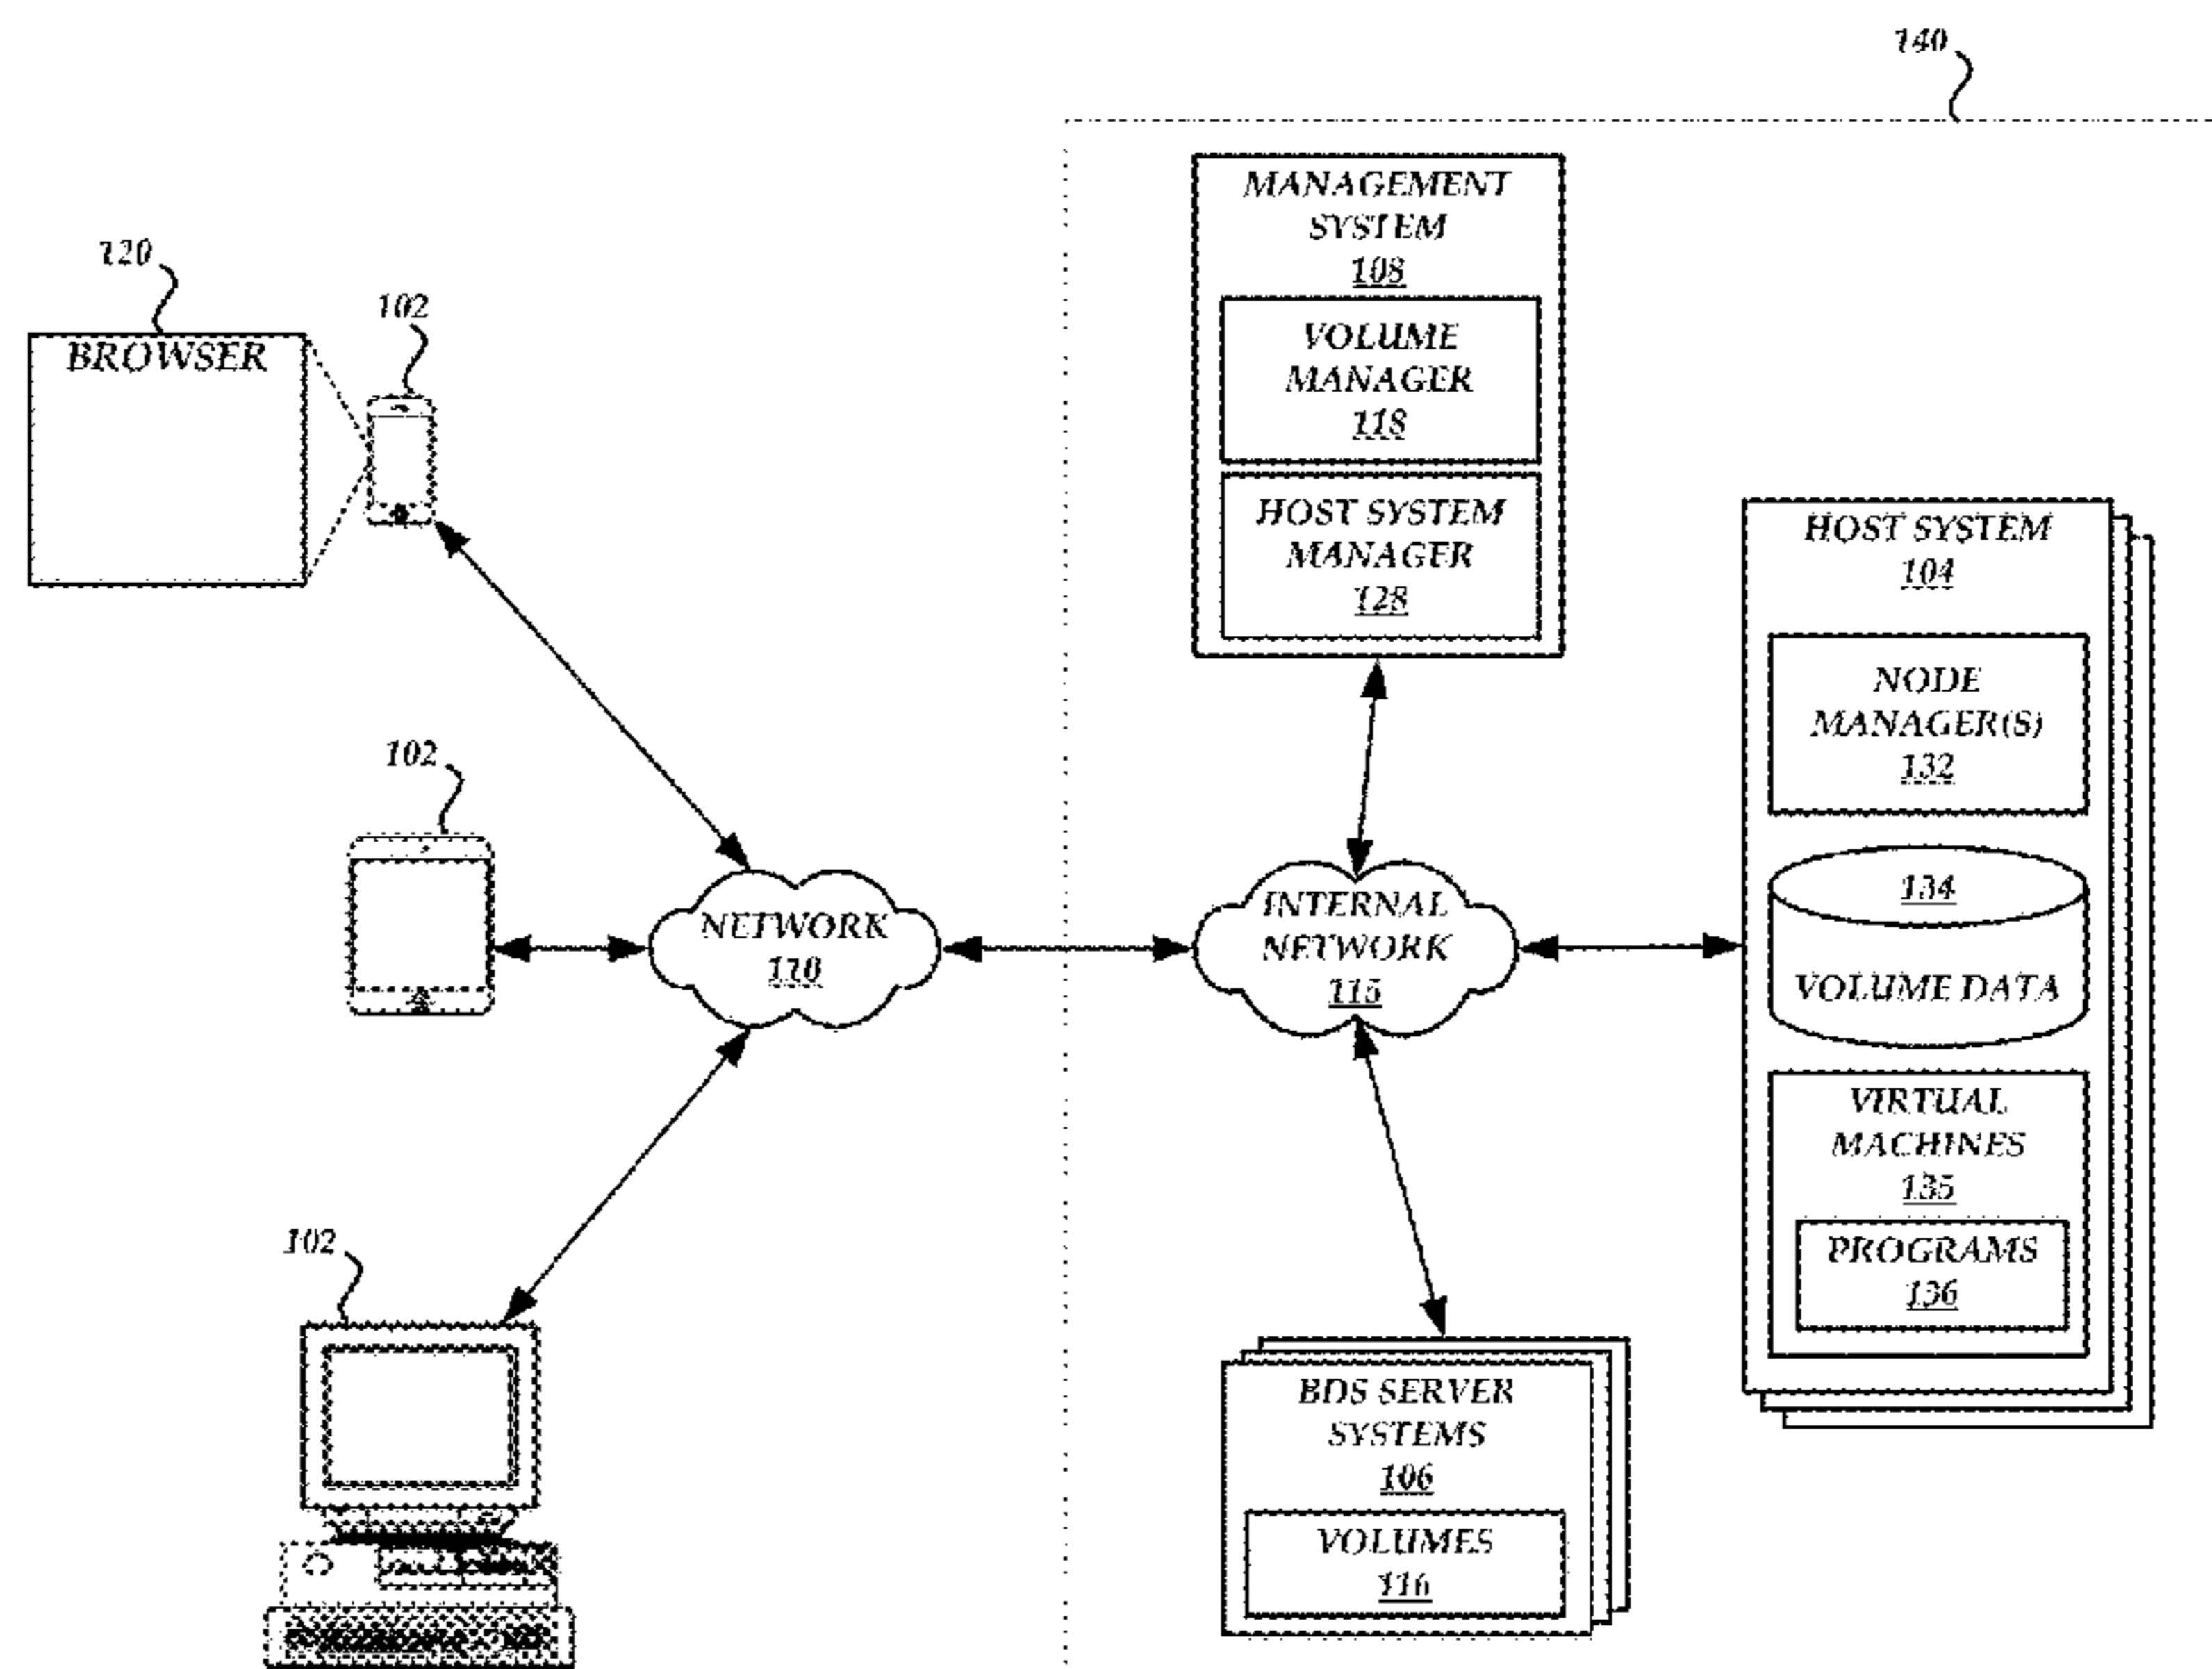 140
120
BROWSER
102
102
102
NETWORK
110
MANAGEMENT
SYSTEM
108
VOLUME
MANAGER
118
HOST SYSTEM
MANAGER
128
INTERNAL
NETWORK
115
BDS SERVER
SYSTEMS
106
VOLUMES
116
HOST SYSTEM
104
NODE
MANAGER(S)
132
134
VOLUME DATA
VIRTUAL
MACHINES
135
PROGRAMS
136